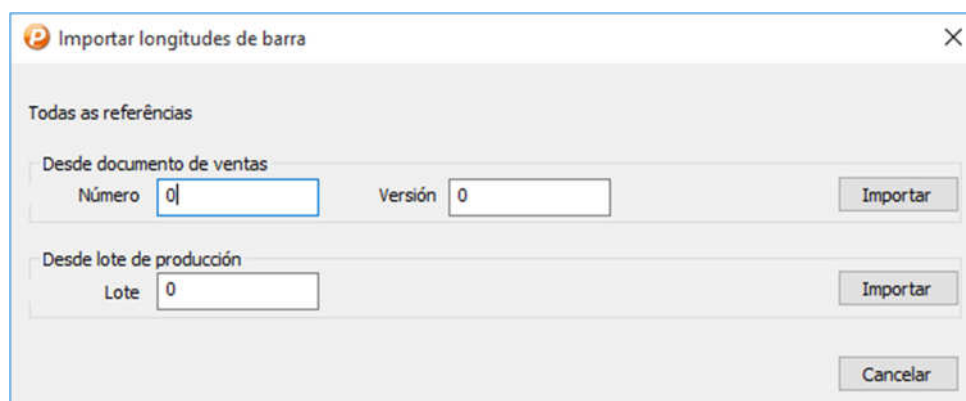 Importar longitudes de barra
Todas as referências
Desde documento de ventas
Número 0 Versión 0 Importar
Desde lote de producción
Lote 0 Importar
Cancelar